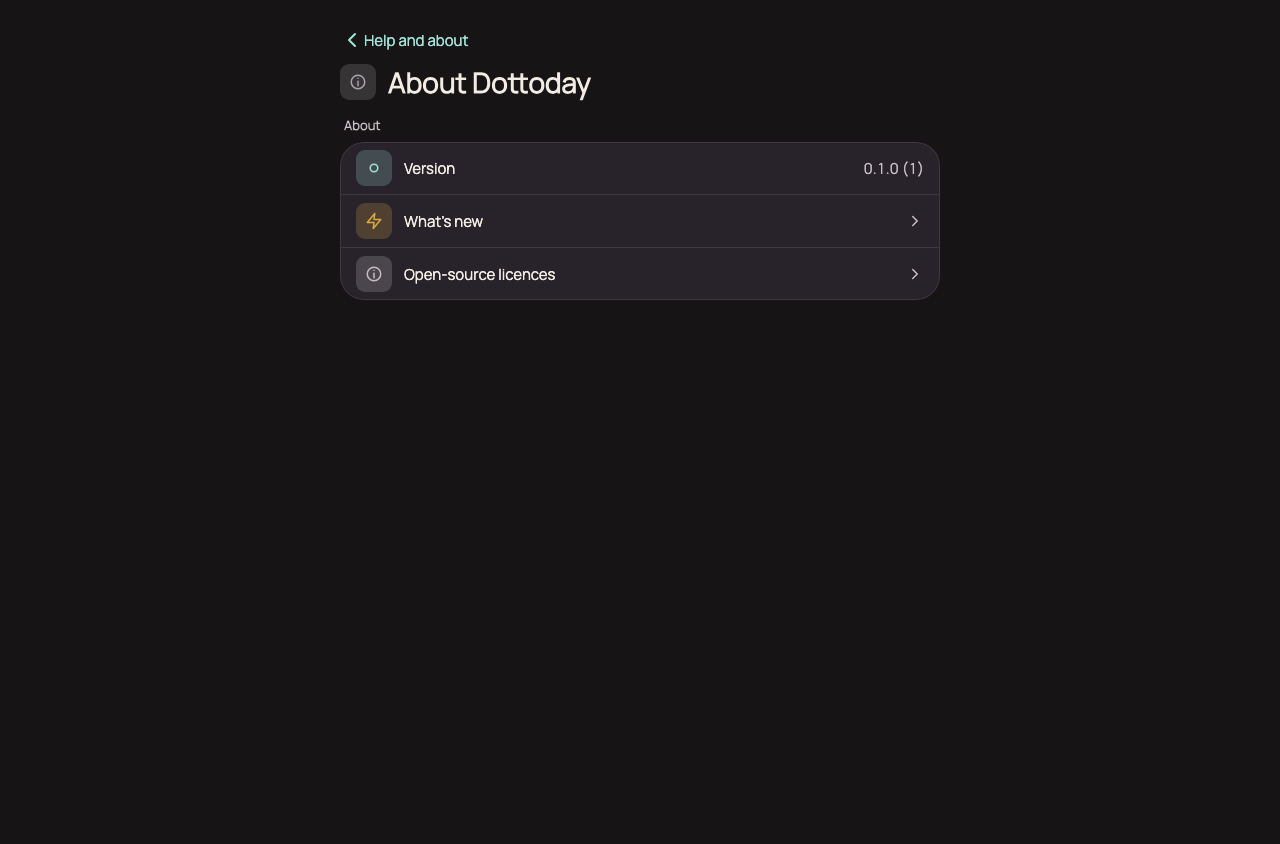 Help and about
About Dottoday
About
Version 0.1.0 (1)
What's new
Open-source licences